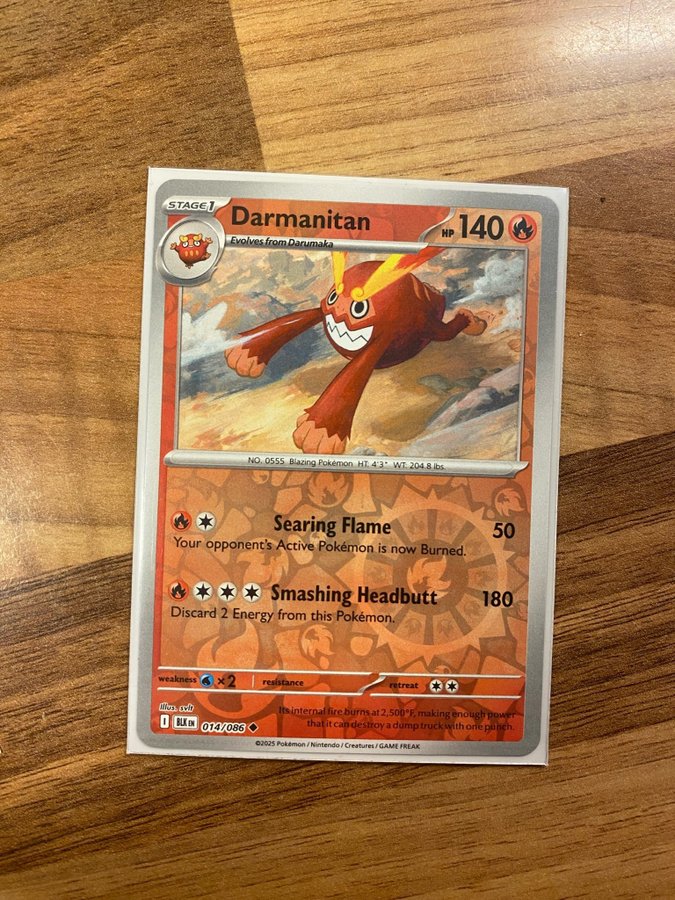 STAGE 1
Darmanitan
HP 140
Evolves from Darumaka
NO. 0555 Blazing Pokémon HT: 4'3" WT: 204.8 lbs.
Searing Flame 50
Your opponent's Active Pokémon is now Burned.
Smashing Headbutt 180
Discard 2 Energy from this Pokémon.
weakness ×2 resistance retreat
Illus. svlt
I BLK EN 014/086
Its internal fire burns at 2,500°F, making enough power
that it can destroy a dump truck with one punch.
©2025 Pokémon / Nintendo / Creatures / GAME FREAK